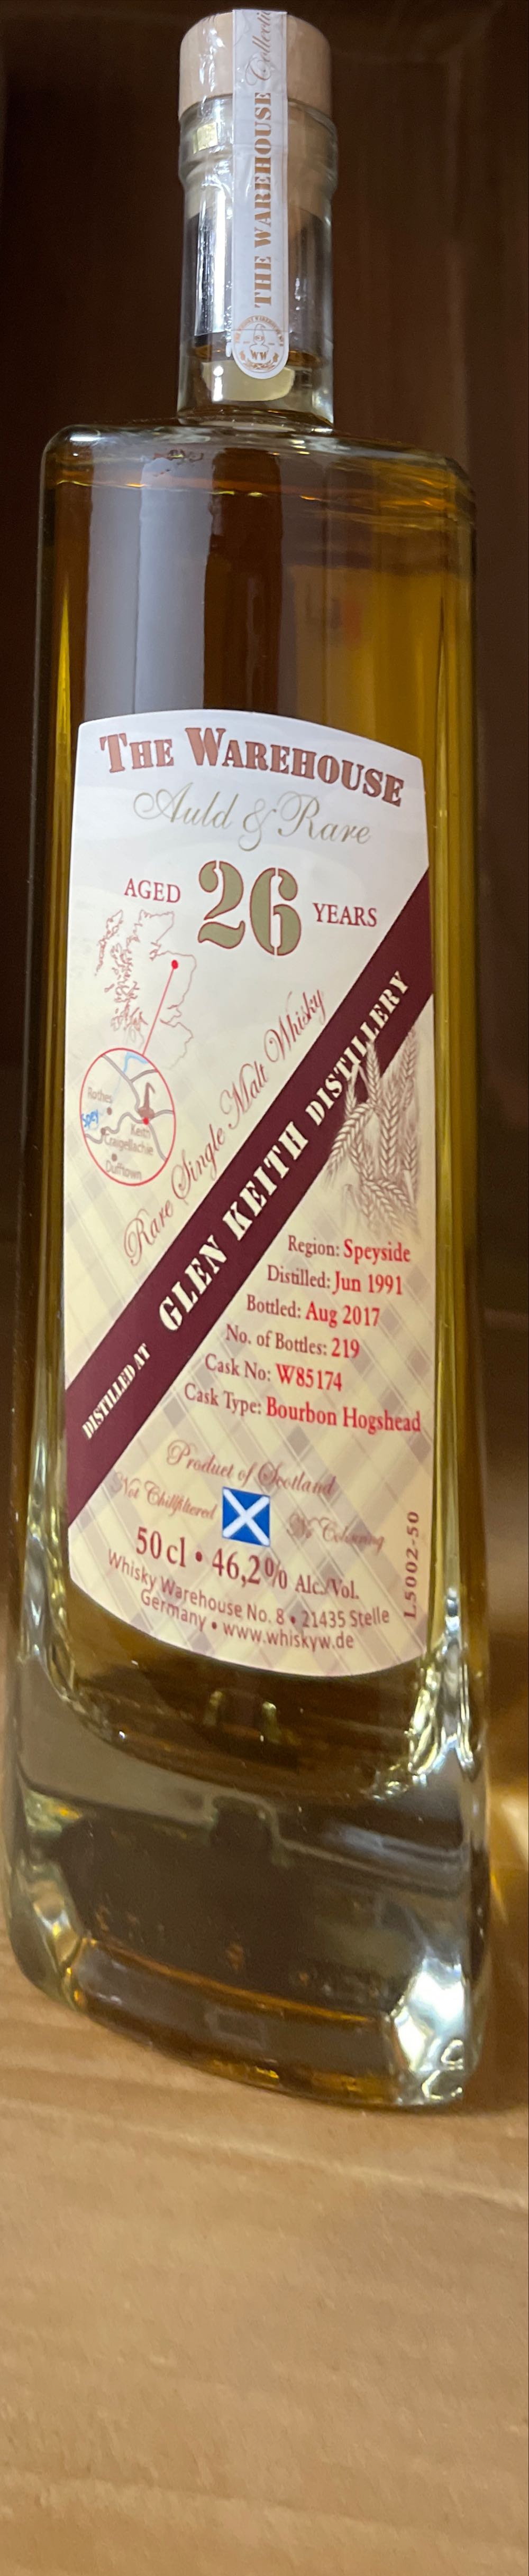 THE WAREHOUSE Collectio
WW
THE WAREHOUSE
Auld & Rare
AGED 26 YEARS
Rothes
Spey
Keith
Craigellachie
Dufftown
Rare Single Malt Whisky
DISTILLED AT GLEN KEITH DISTILLERY
Region: Speyside
Distilled: Jun 1991
Bottled: Aug 2017
No. of Bottles: 219
Cask No: W85174
Cask Type: Bourbon Hogshead
Product of Scotland
Not Chillfiltered No Colouring
50 cl • 46,2% Alc./Vol.
Whisky Warehouse No. 8 • 21435 Stelle
Germany • www.whiskyw.de
L5002-50